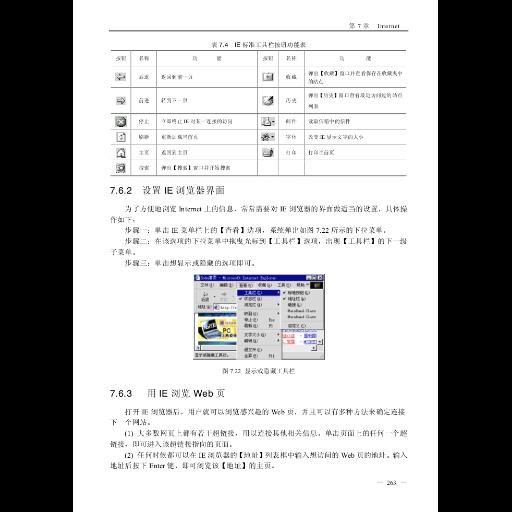 第 7 章　Internet
表 7.4　IE 标准工具栏按钮功能表
按钮 名称 功 能 按钮 名称 功 能
后退 返回到前一页 收藏 弹出【收藏】窗口并查看保存在收藏夹中的站点
前进 转到下一页 历史 弹出【历史】窗口查看最近访问过的站点列表
停止 立即终止 IE 对某一连接的访问 邮件 读取信箱中的信件
刷新 字体 改变 IE 显示文字的大小
主页 返回到主页 打印 打印当前页
搜索 弹出【搜索】窗口并开始搜索
7.6.2　设置 IE 浏览器界面
为了方便地浏览 Internet 上的信息，常常需要对 IE 浏览器的界面做适当的设置，具体操
作如下：
步骤一：单击 IE 菜单栏上的【查看】选项，系统弹出如图 7.22 所示的下拉菜单。
步骤二：在该选项的下拉菜单中拖曳光标到【工具栏】选项，出现【工具栏】的下一级
子菜单。
步骤三：单击想显示或隐藏的选项即可。
图 7.22　显示或隐藏工具栏
7.6.3　用 IE 浏览 Web 页
打开 IE 浏览器后，用户就可以浏览感兴趣的 Web 页，并且可以有多种方法来确定连接
下一个网站。
(1) 大多数网页上都有若干超链接，用以连接其他相关信息。单击页面上的任何一个超
链接，即可进入该超链接指向的页面。
(2) 任何时候都可以在 IE 浏览器的【地址】列表框中输入想访问的 Web 页的地址。输入
地址后按下 Enter 键，即可浏览该【地址】的主页。
— 263 —